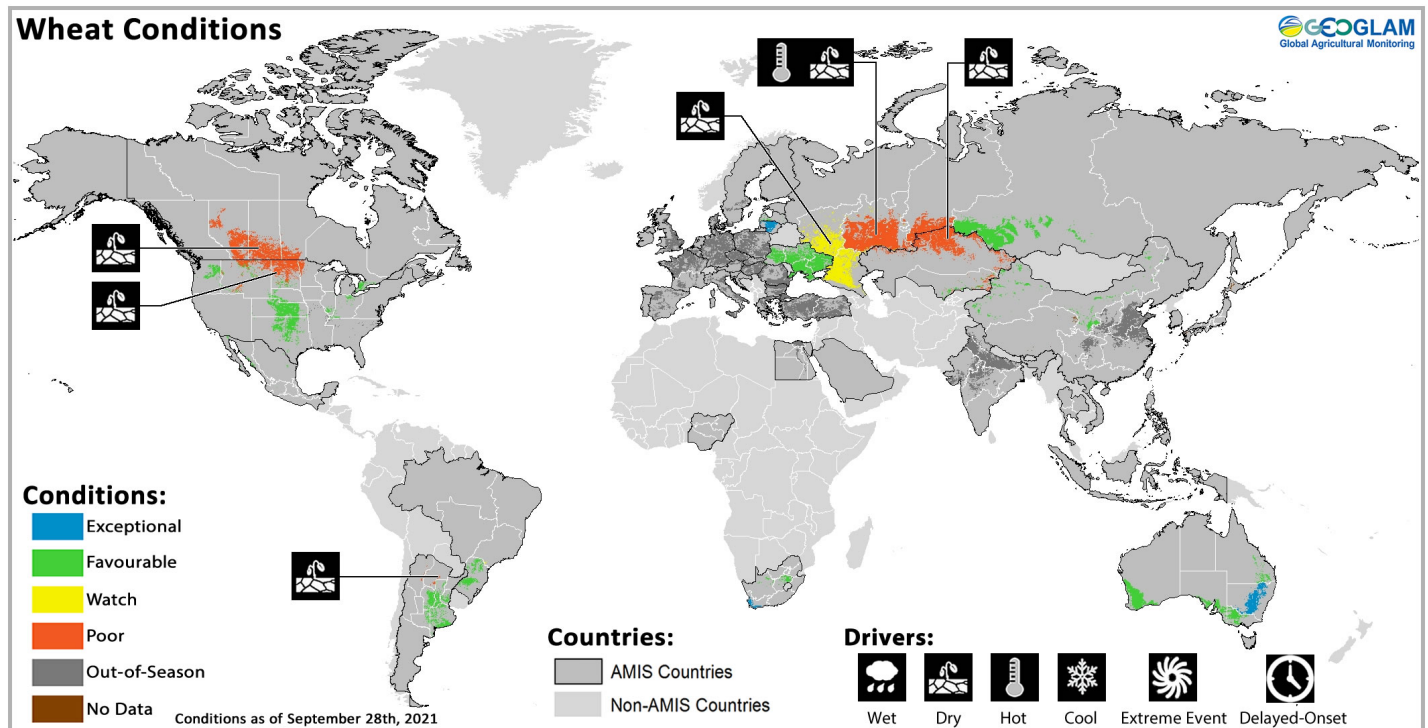 Wheat Conditions
GEOGLAM
Global Agricultural Monitoring
Conditions:
Exceptional
Favourable
Watch
Poor
Out-of-Season
No Data
Conditions as of September 28th, 2021
Countries:
AMIS Countries
Non-AMIS Countries
Drivers:
Wet Dry Hot Cool Extreme Event Delayed-Onset